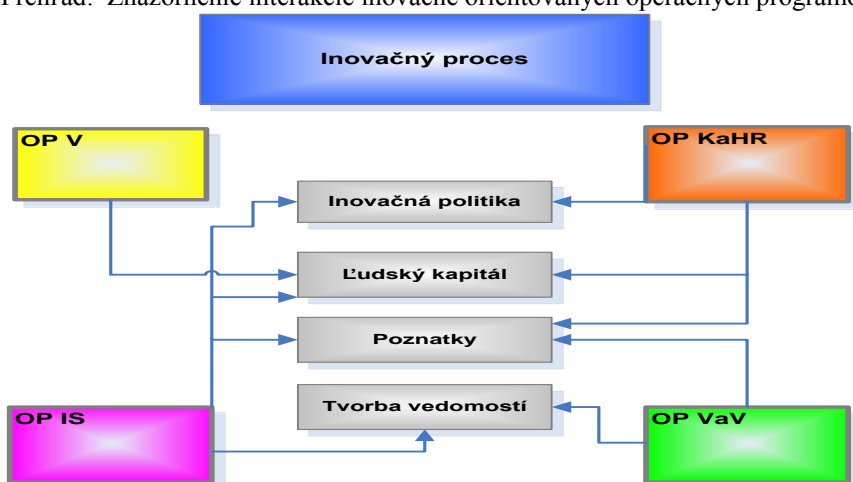 Prehľad: Znázornenie interakcie inovačne orientovaných operačných programo
Inovačný proces
OP V
OP KaHR
Inovačná politika
Ľudský kapitál
Poznatky
Tvorba vedomostí
OP IS
OP VaV